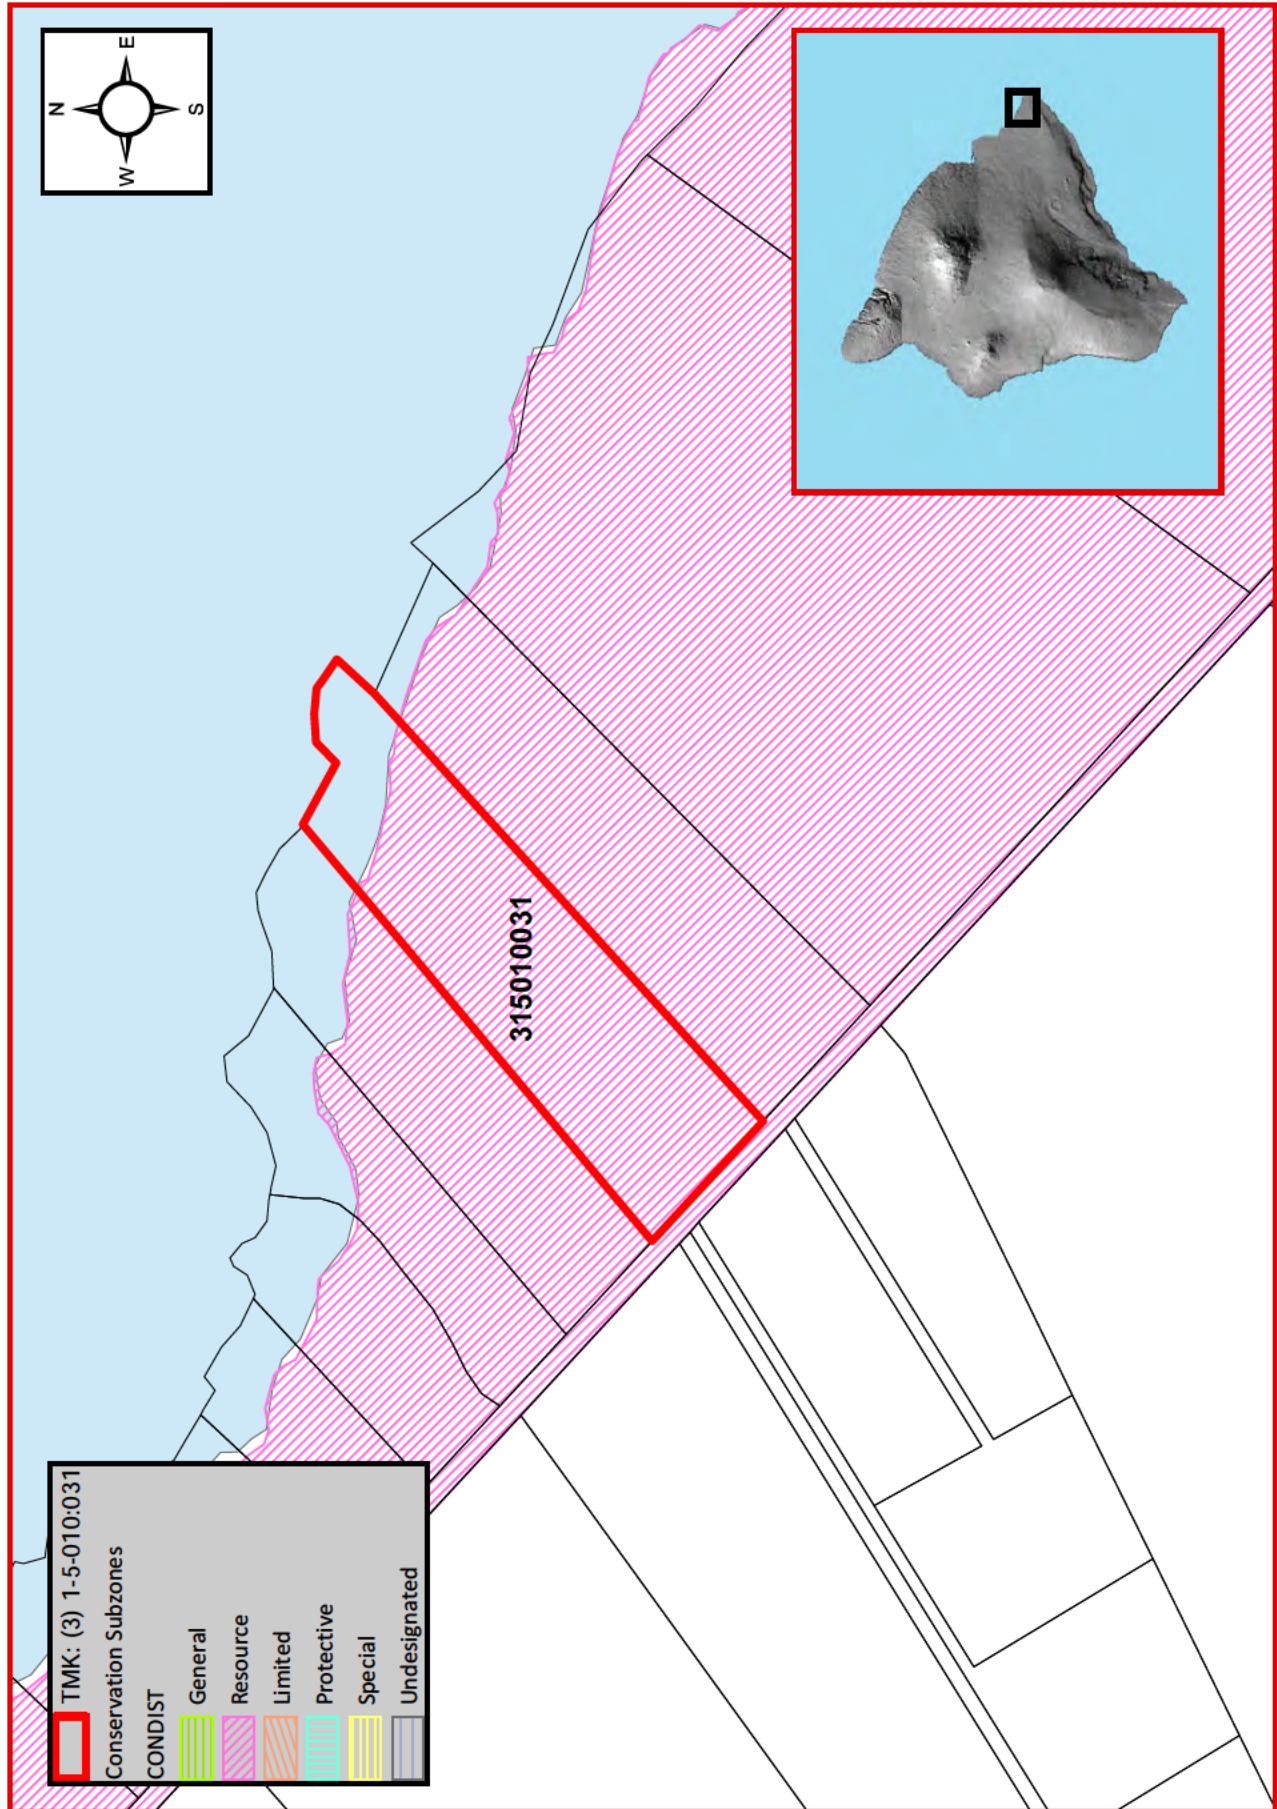 N
E
S
W
315010031
TMK: (3) 1-5-010:031
Conservation Subzones
CONDIST
General
Resource
Limited
Protective
Special
Undesignated